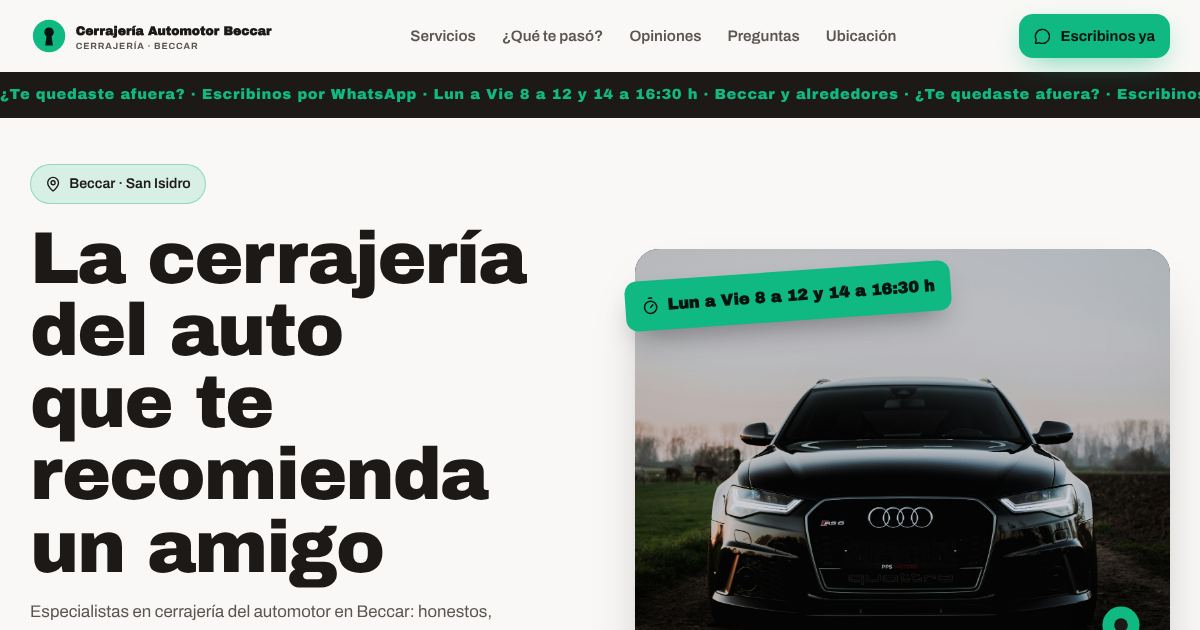 Cerrajería Automotor Beccar
CERRAJERÍA · BECCAR
Servicios
¿Qué te pasó?
Opiniones
Preguntas
Ubicación
Escribinos ya
¿Te quedaste afuera? · Escribinos por WhatsApp · Lun a Vie 8 a 12 y 14 a 16:30 h · Beccar y alrededores · ¿Te quedaste afuera? · Escribinos
Beccar · San Isidro
La cerrajería
del auto
que te
recomienda
un amigo
Especialistas en cerrajería del automotor en Beccar: honestos,
Lun a Vie 8 a 12 y 14 a 16:30 h
RS6
PPS
quattro